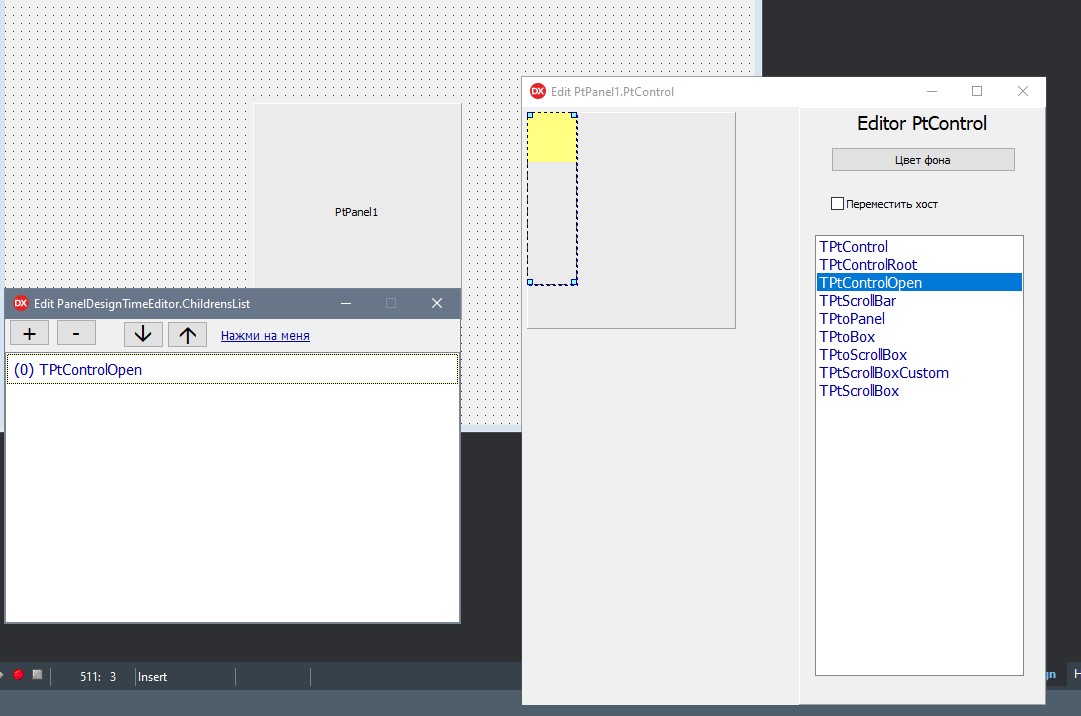 PtPanel1
DX Edit PanelDesignTimeEditor.ChildrensList
+ - Нажми на меня
(0) TPtControlOpen
511: 3 Insert
DX Edit PtPanel1.PtControl
Editor PtControl
Цвет фона
Переместить хост
TPtControl
TPtControlRoot
TPtControlOpen
TPtScrollBar
TPtoPanel
TPtoBox
TPtoScrollBox
TPtScrollBoxCustom
TPtScrollBox